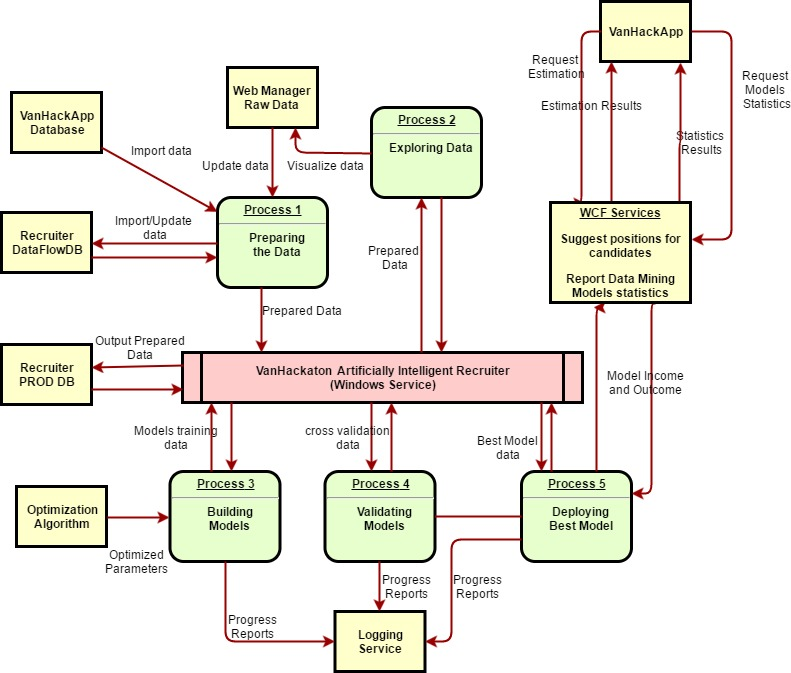 VanHackApp
Request
Estimation
Estimation Results
Request
Models
Statistics
Statistics
Results
Web Manager
Raw Data
VanHackApp
Database
Import data
Update data
Visualize data
Process 2
Exploring Data
Process 1
Preparing
the Data
Recruiter
DataFlowDB
Import/Update
data
WCF Services
Suggest positions for
candidates
Report Data Mining
Models statistics
Prepared
Data
Prepared Data
Recruiter
PROD DB
Output Prepared
Data
VanHackaton Artificially Intelligent Recruiter
(Windows Service)
Model Income
and Outcome
Models training
data
cross validation
data
Best Model
data
Optimization
Algorithm
Optimized
Parameters
Process 3
Building
Models
Process 4
Validating
Models
Process 5
Deploying
Best Model
Progress
Reports
Progress
Reports
Progress
Reports
Logging
Service